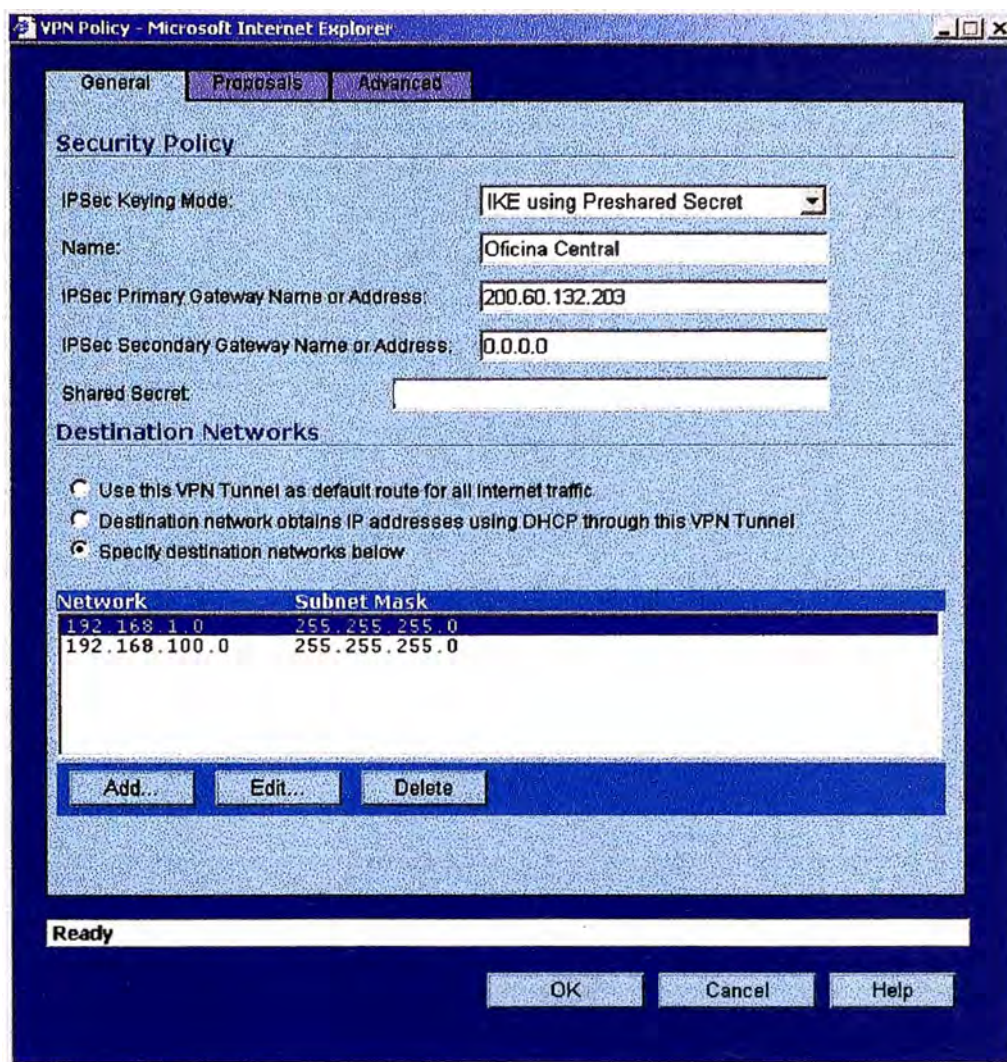 VPN Policy - Microsoft Internet Explorer
General Proposals Advanced
Security Policy
IPSec Keying Mode: IKE using Preshared Secret
Name: Oficina Central
IPSec Primary Gateway Name or Address: 200.60.132.203
IPSec Secondary Gateway Name or Address: 0.0.0.0
Shared Secret:
Destination Networks
Use this VPN Tunnel as default route for all Internet traffic
Destination network obtains IP addresses using DHCP through this VPN Tunnel
Specify destination networks below
Network Subnet Mask
192.168.1.0 255.255.255.0
192.168.100.0 255.255.255.0
Add... Edit... Delete
Ready
OK Cancel Help